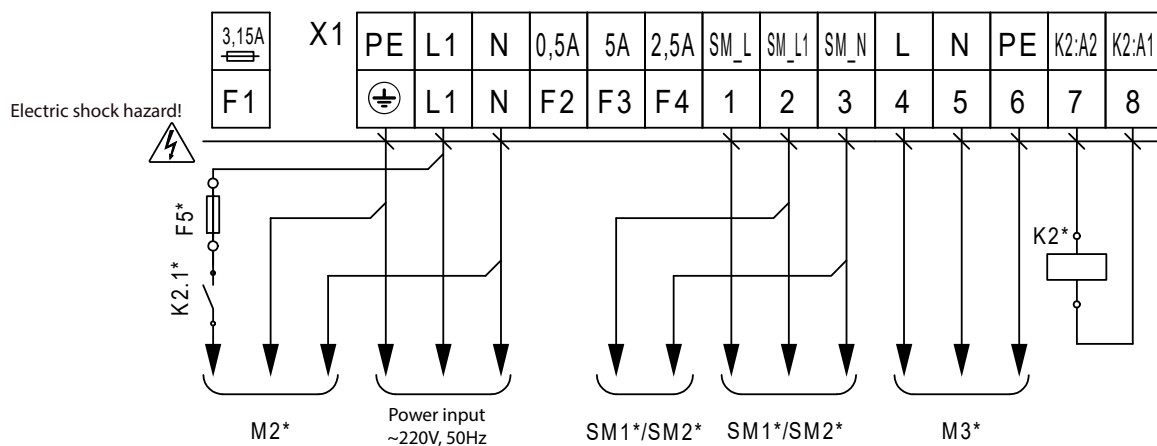 3,15A X1 PE L1 N 0,5A 5A 2,5A SM_L SM_L1 SM_N L N PE K2:A2 K2:A1
F1 L1 N F2 F3 F4 1 2 3 4 5 6 7 8
Electric shock hazard!
F5*
K2.1*
K2*
M2*
Power input
~220V, 50Hz
SM1*/SM2*
SM1*/SM2*
M3*